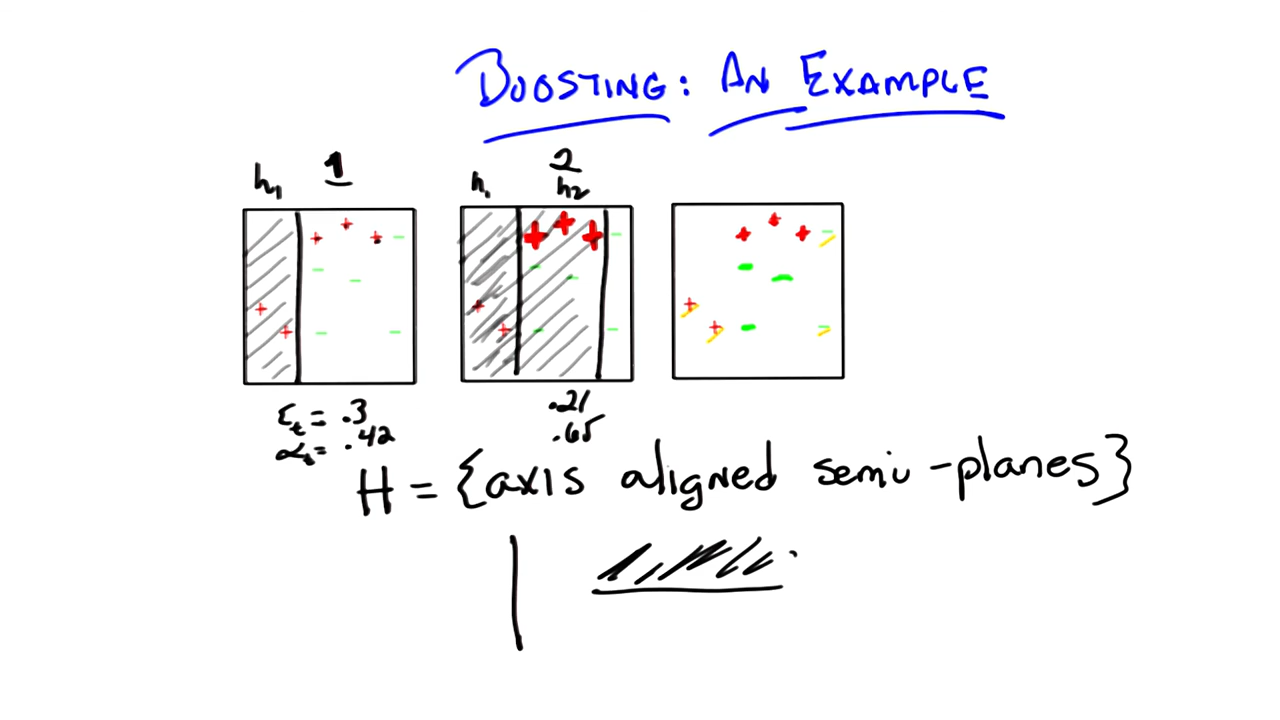 BOOSTING: AN EXAMPLE
h₁ 1
h₁ 2
h₂
εₜ = .3
αₜ = .42
.21
.65
H = {axis aligned semi-planes}